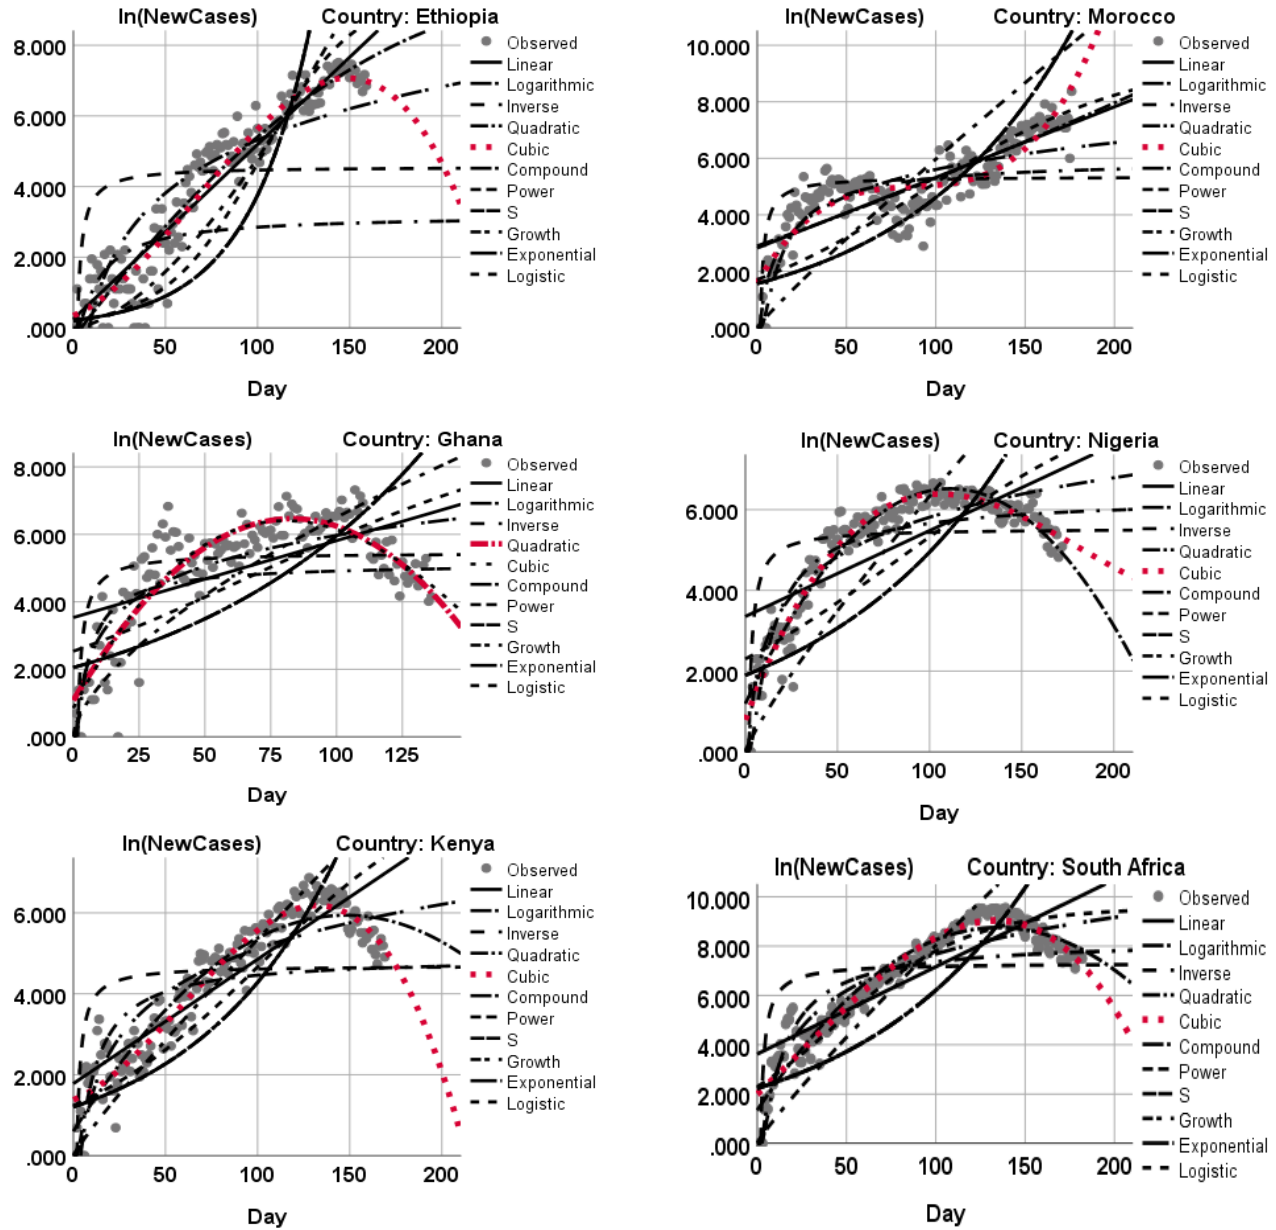 ln(NewCases) Country: Ethiopia
8.000
6.000
4.000
2.000
.000
0 50 100 150 200
Day
Observed
Linear
Logarithmic
Inverse
Quadratic
Cubic
Compound
Power
S
Growth
Exponential
Logistic
ln(NewCases) Country: Morocco
10.000
8.000
6.000
4.000
2.000
.000
0 50 100 150 200
Day
Observed
Linear
Logarithmic
Inverse
Quadratic
Cubic
Compound
Power
S
Growth
Exponential
Logistic
ln(NewCases) Country: Ghana
8.000
6.000
4.000
2.000
.000
0 25 50 75 100 125
Day
Observed
Linear
Logarithmic
Inverse
Quadratic
Cubic
Compound
Power
S
Growth
Exponential
Logistic
ln(NewCases) Country: Nigeria
6.000
4.000
2.000
.000
0 50 100 150 200
Day
Observed
Linear
Logarithmic
Inverse
Quadratic
Cubic
Compound
Power
S
Growth
Exponential
Logistic
ln(NewCases) Country: Kenya
6.000
4.000
2.000
.000
0 50 100 150 200
Day
Observed
Linear
Logarithmic
Inverse
Quadratic
Cubic
Compound
Power
S
Growth
Exponential
Logistic
ln(NewCases) Country: South Africa
10.000
8.000
6.000
4.000
2.000
.000
0 50 100 150 200
Day
Observed
Linear
Logarithmic
Inverse
Quadratic
Cubic
Compound
Power
S
Growth
Exponential
Logistic